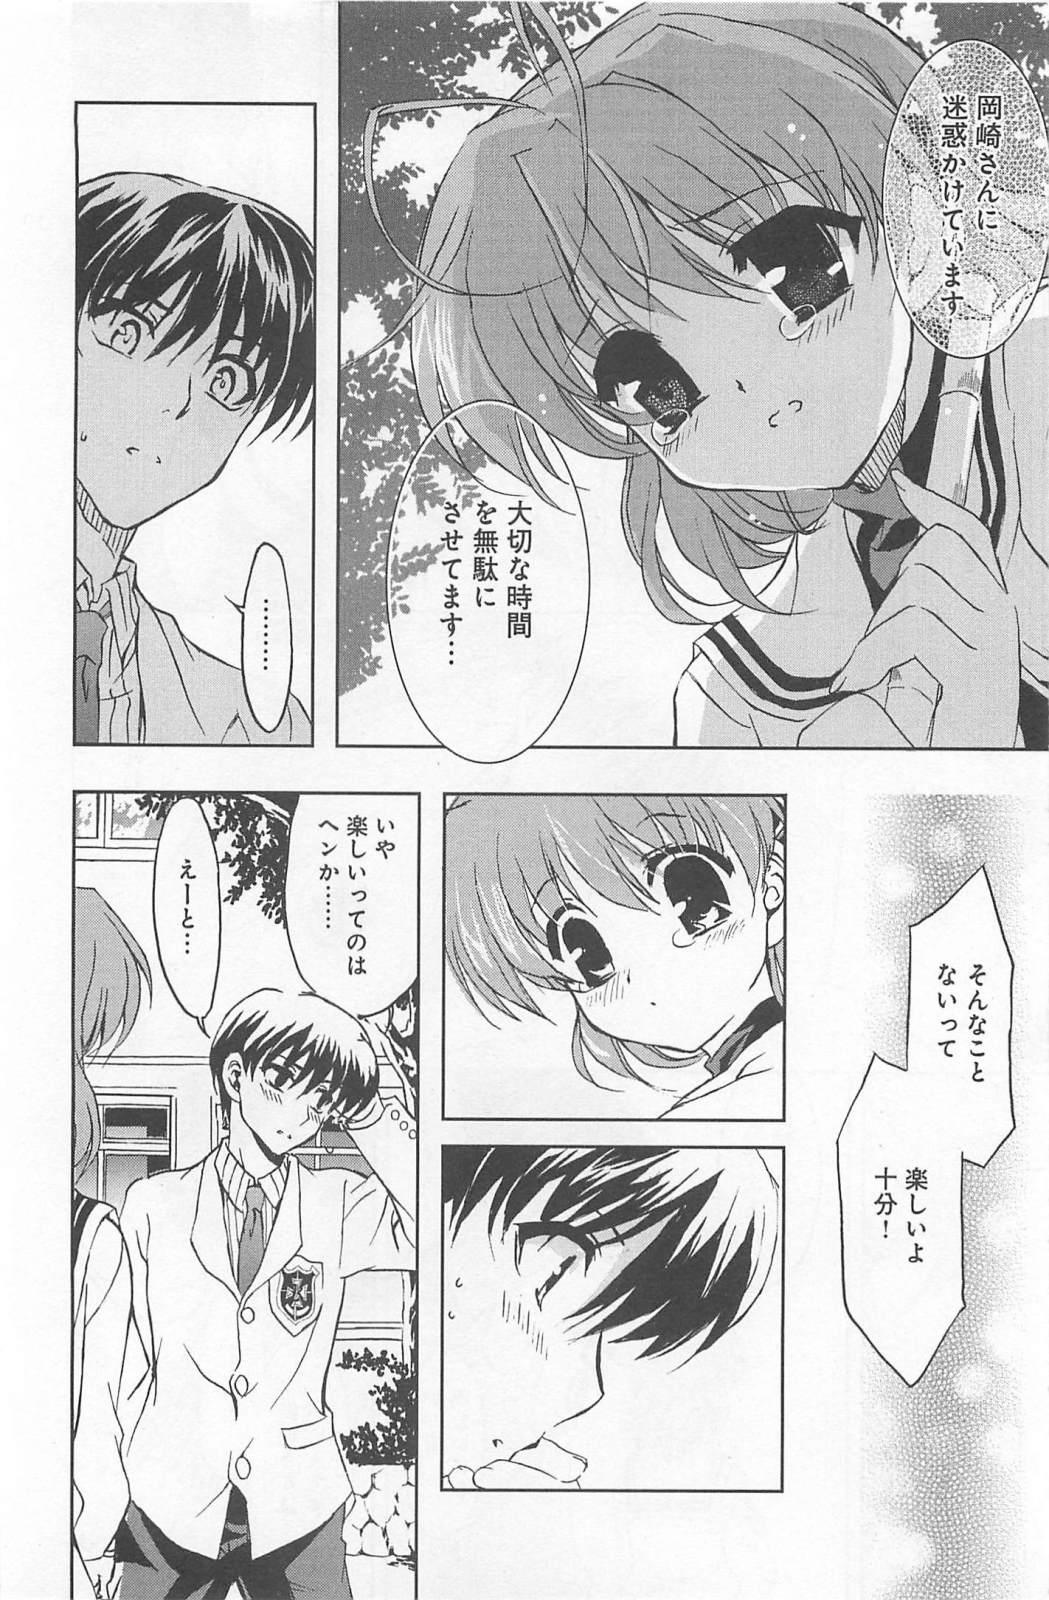 岡崎さんに
迷惑かけています
大切な時間
を無駄に
させてます…
………
そんなこと
ないって
楽しいよ
十分！
いや
楽しいってのは
ヘンか……
えーと…